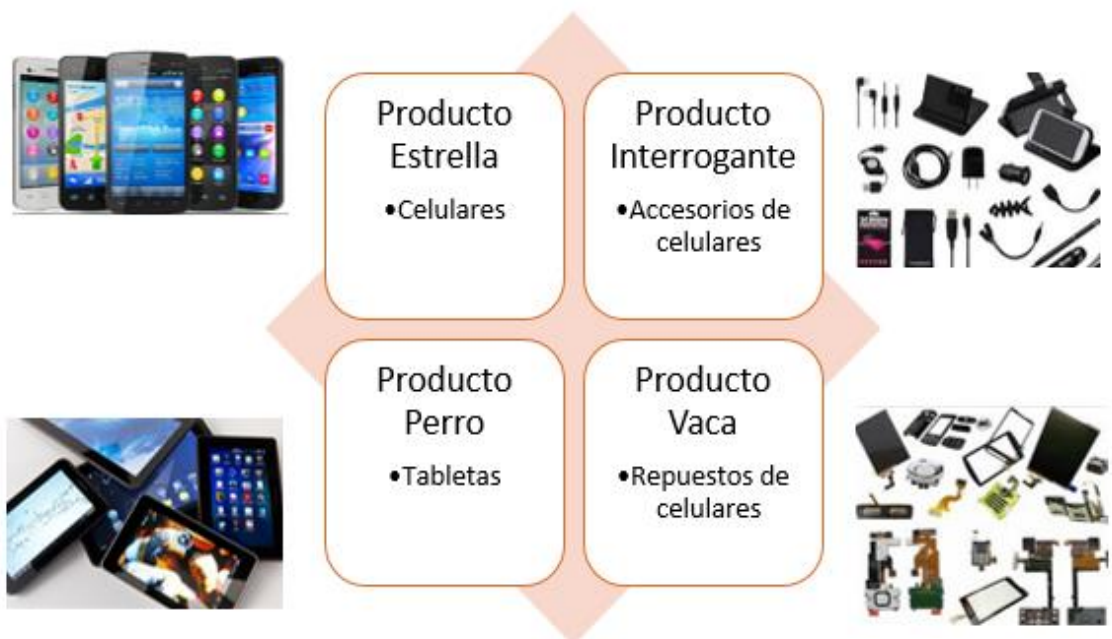 Producto
Estrella
•Celulares
Producto
Interrogante
•Accesorios de
celulares
Producto
Perro
•Tabletas
Producto
Vaca
•Repuestos de
celulares